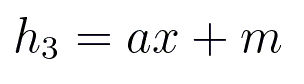 h₃ = ax + m